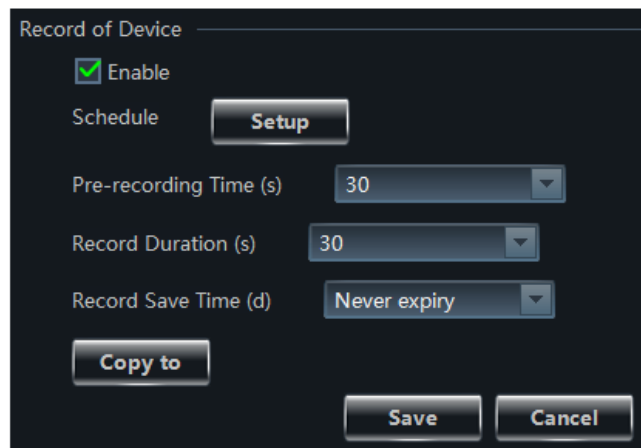 Record of Device
Enable
Schedule Setup
Pre-recording Time (s) 30
Record Duration (s) 30
Record Save Time (d) Never expiry
Copy to
Save Cancel